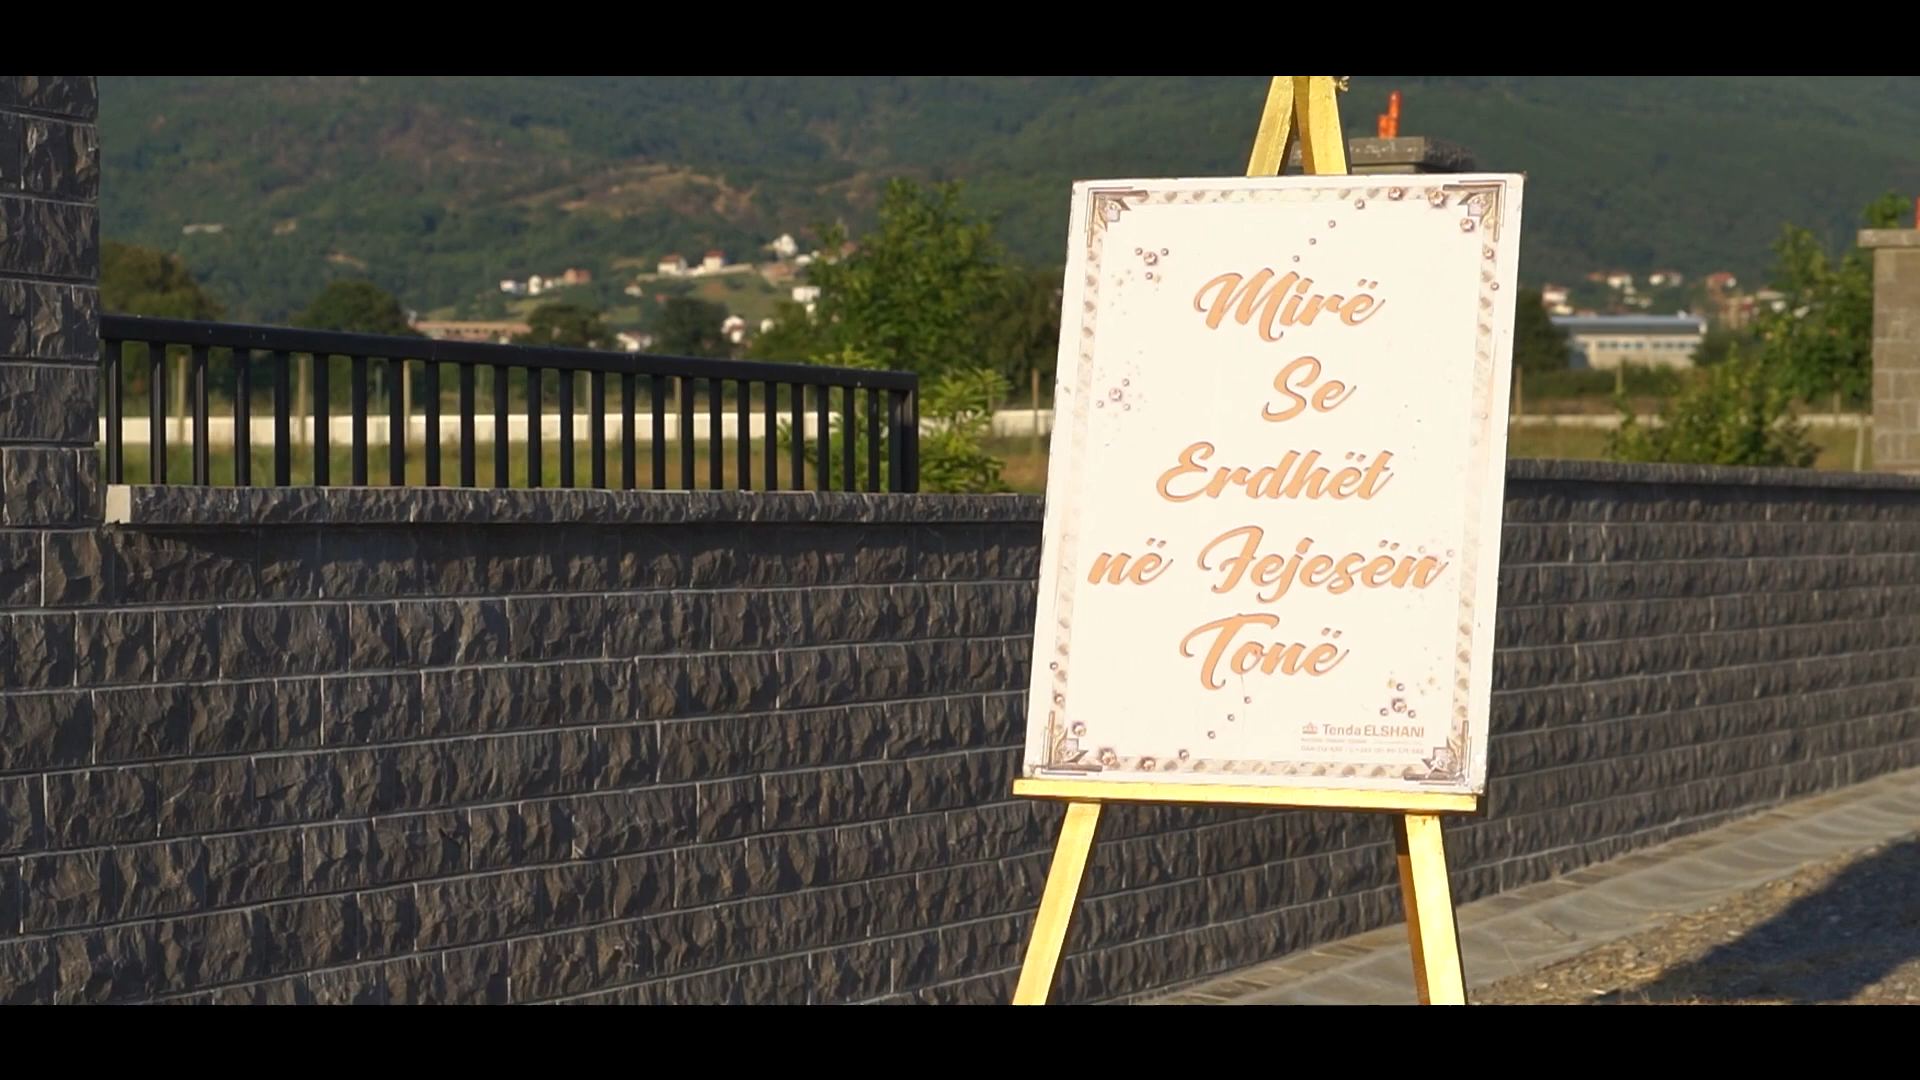 Mirë
Se
Erdhët
në Fejesën
Tonë
Tenda ELSHANI